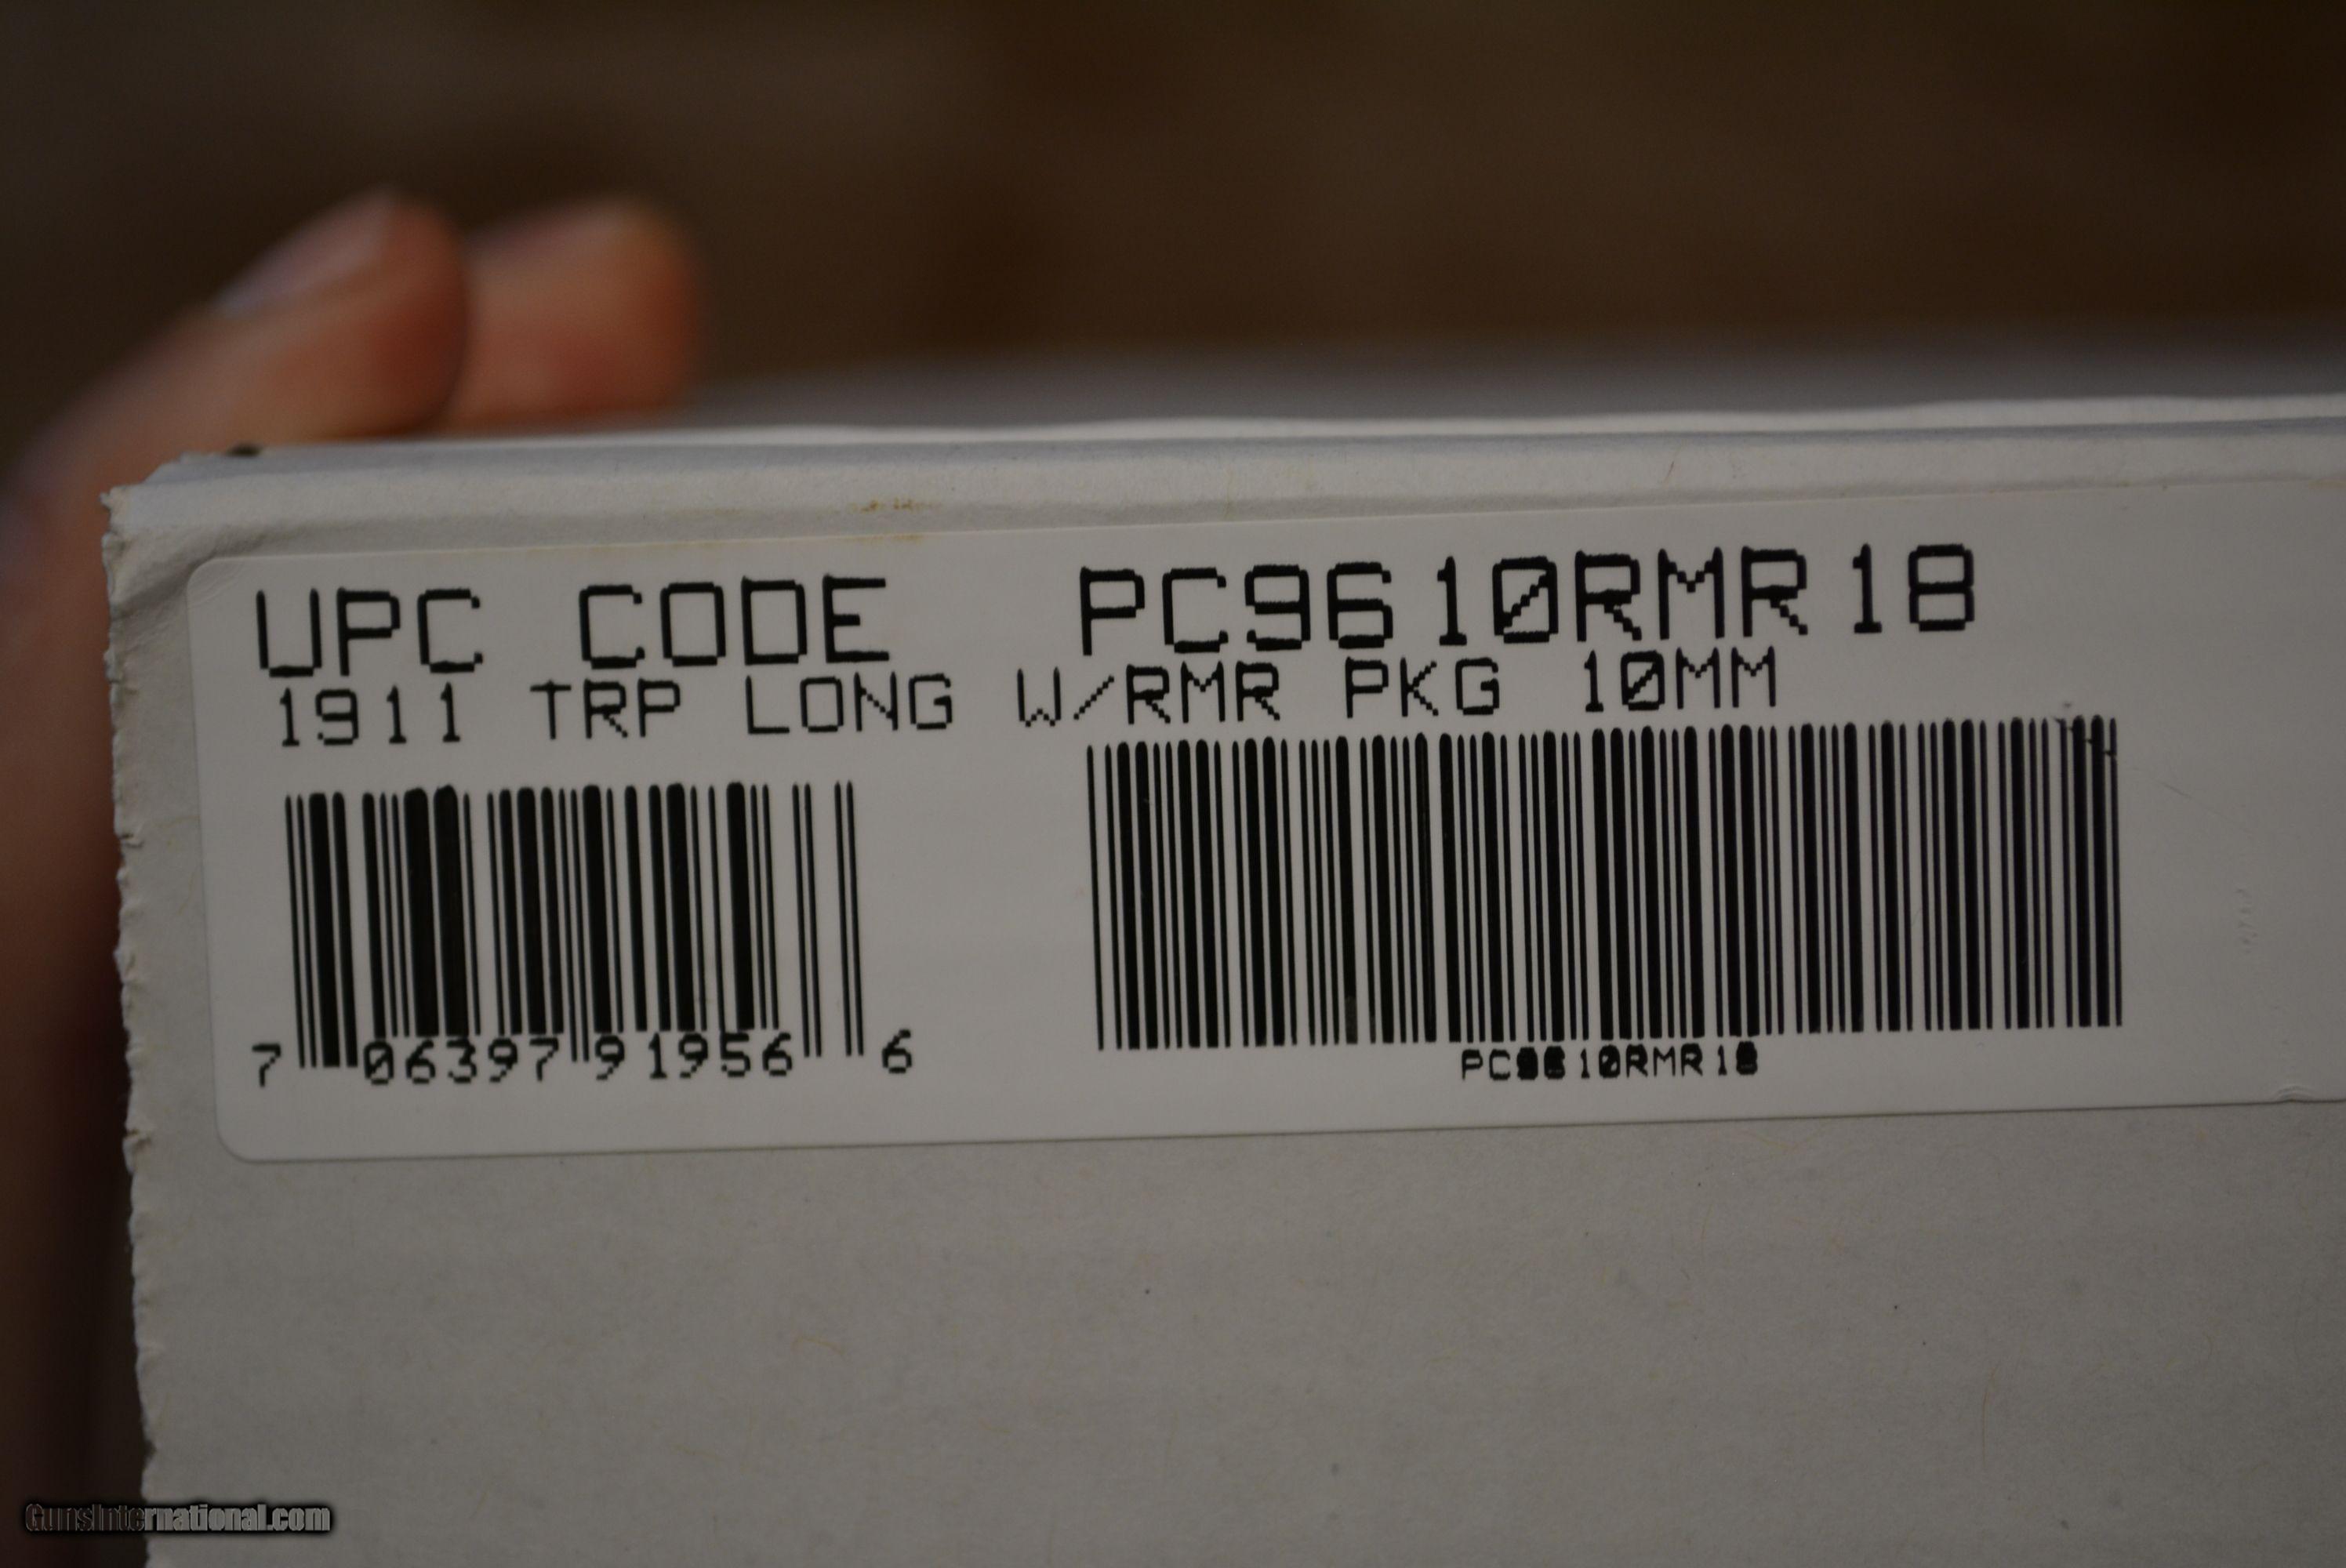 UPC CODE PC9610RMR18
1911 TRP LONG W/RMR PKG 10MM
7 06397 91956 6
PC9610RMR18
GunsInternational.com